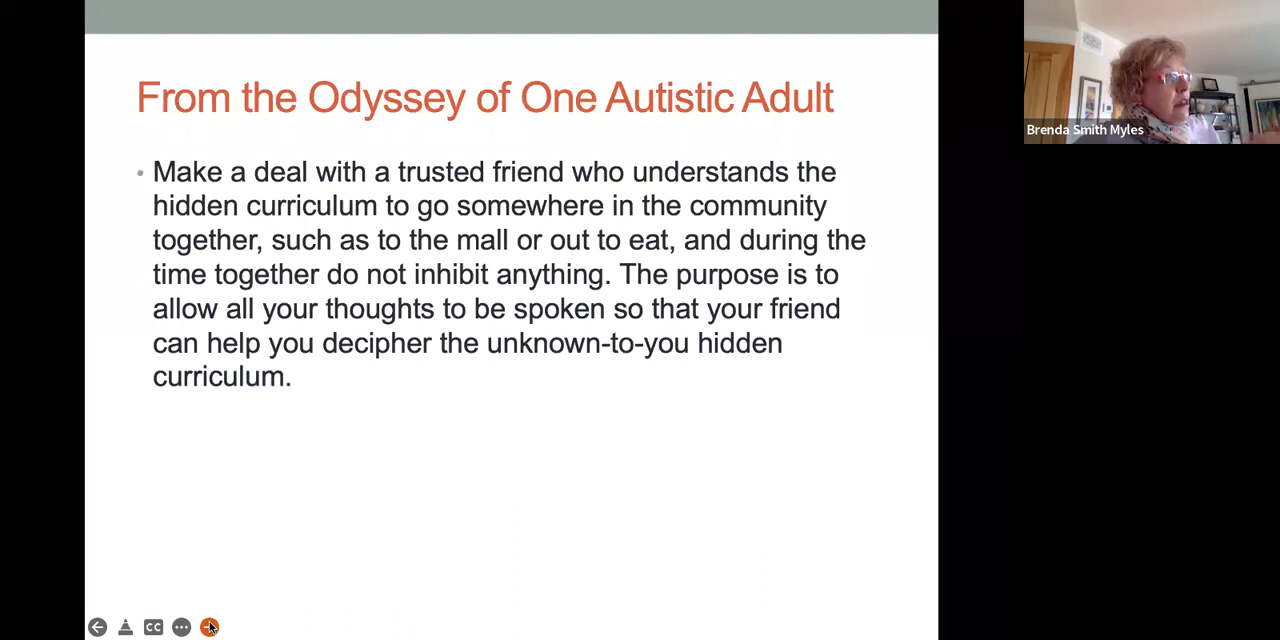 From the Odyssey of One Autistic Adult
• Make a deal with a trusted friend who understands the
hidden curriculum to go somewhere in the community
together, such as to the mall or out to eat, and during the
time together do not inhibit anything. The purpose is to
allow all your thoughts to be spoken so that your friend
can help you decipher the unknown-to-you hidden
curriculum.
Brenda Smith Myles
CC